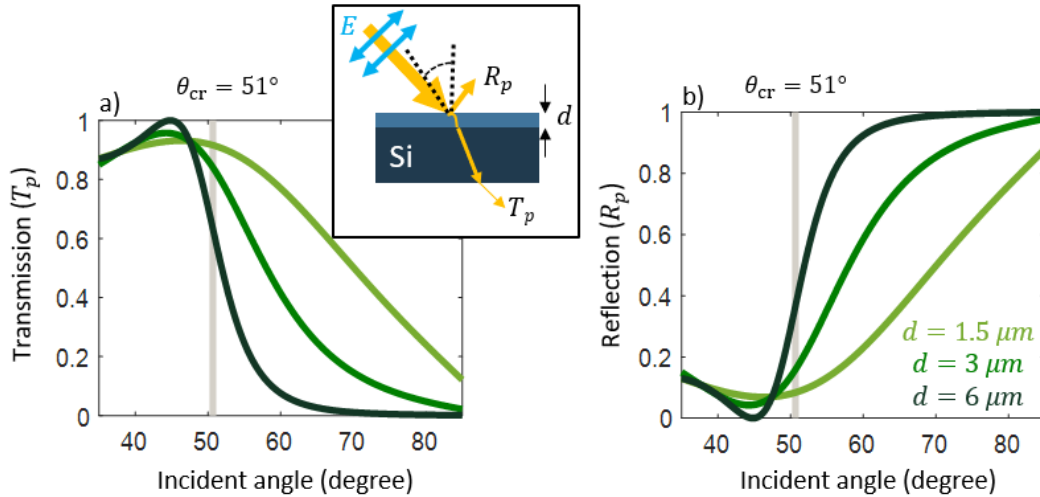 θcr = 51°
a)
Transmission (Tp)
1
0.8
0.6
0.4
0.2
0
40
50
60
70
80
Incident angle (degree)
E
Rp
d
Si
Tp
θcr = 51°
b)
Reflection (Rp)
1
0.8
0.6
0.4
0.2
0
40
50
60
70
80
Incident angle (degree)
d = 1.5 μm
d = 3 μm
d = 6 μm